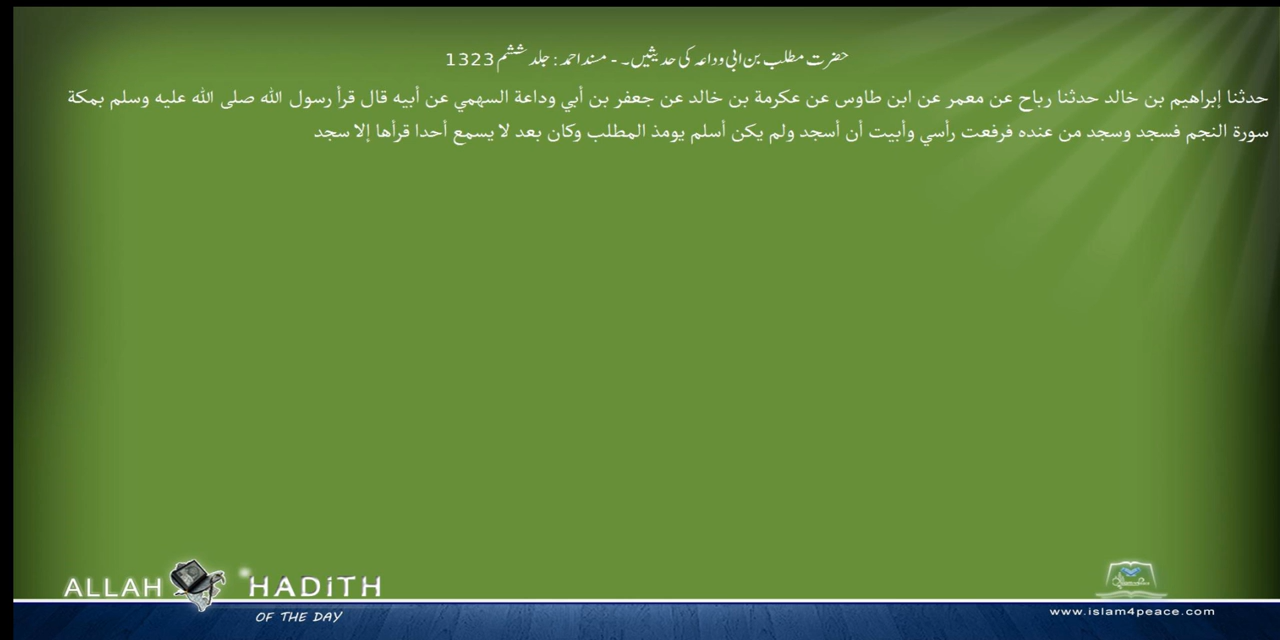 حضرت مطلب بن ابی وداعہ کی حدیثیں۔ - مسند احمد : جلد ششم 1323
حدثنا إبراهيم بن خالد حدثنا رباح عن معمر عن ابن طاوس عن عكرمة بن خالد عن جعفر بن أبي وداعة السهمي عن أبيه قال قرأ رسول الله صلى الله عليه وسلم بمكة
سورة النجم فسجد وسجد من عنده فرفعت رأسي وأبيت أن أسجد ولم يكن أسلم يومذ المطلب وكان بعد لا يسمع أحدا قرأها إلا سجد
ALLAH HADITH
OF THE DAY
www.islam4peace.com